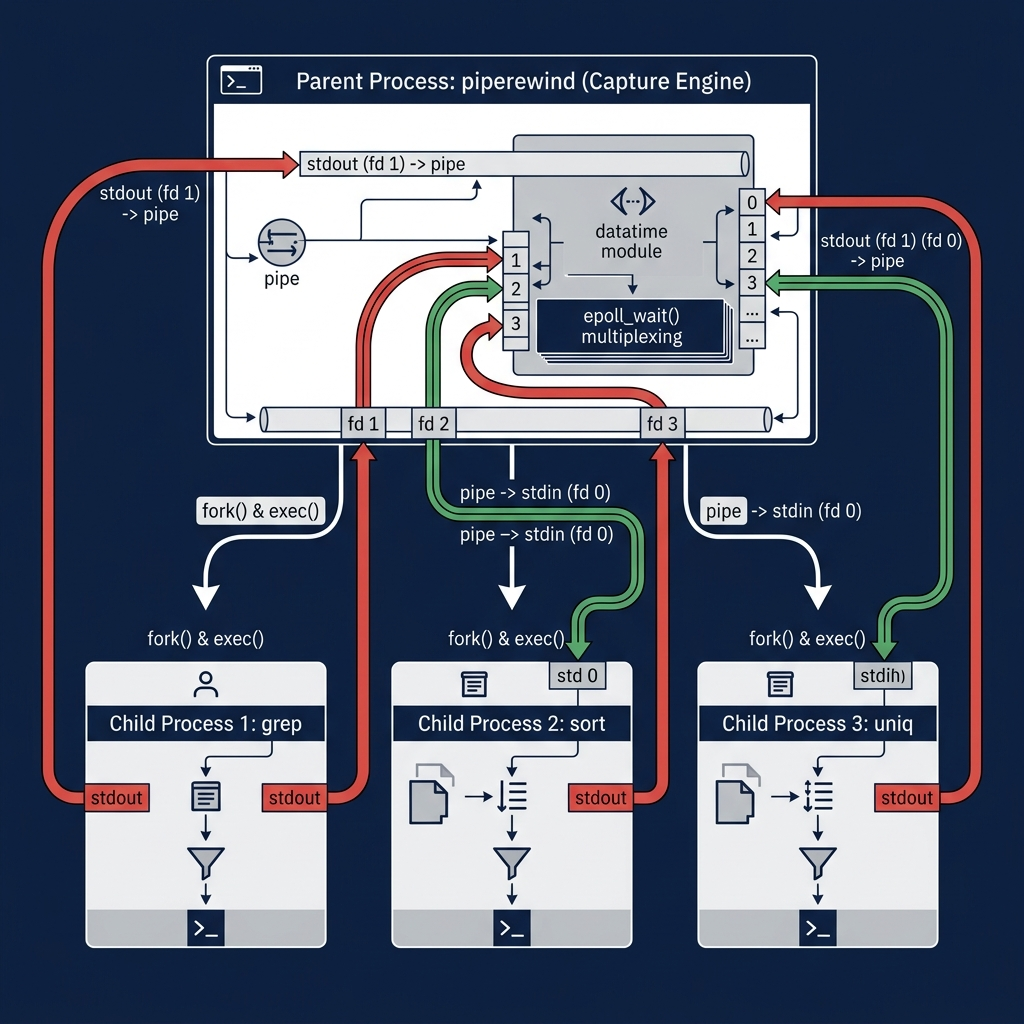 >_
Parent Process: piperewind (Capture Engine)
stdout (fd 1) -> pipe
stdout (fd 1)
-> pipe
pipe
datatime
module
epoll_wait()
multiplexing
1
2
3
0
1
2
3
...
...
stdout (fd 1) (fd 0)
-> pipe
fd 1
fd 2
fd 3
fork() & exec()
pipe -> stdin (fd 0)
pipe –> stdin (fd 0)
pipe -> stdin (fd 0)
fork() & exec()
fork() & exec()
fork() & exec()
std 0
stdih)
Child Process 1: grep
Child Process 2: sort
Child Process 3: uniq
stdout
stdout
stdout
stdout
>_
>_
>_